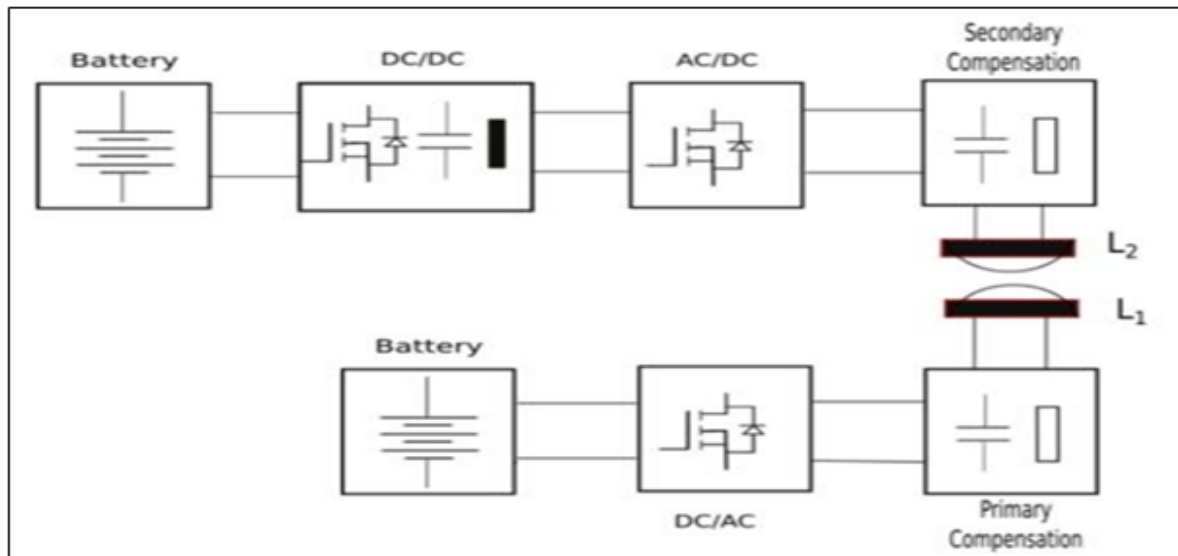 Battery
DC/DC
AC/DC
Secondary
Compensation
L₂
L₁
Battery
DC/AC
Primary
Compensation